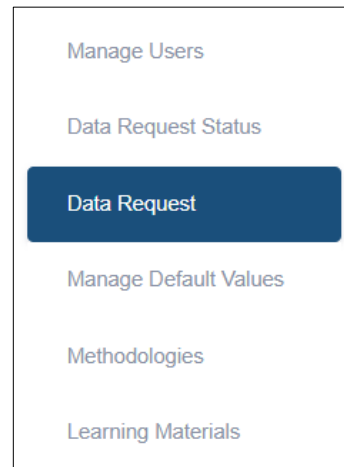 Manage Users
Data Request Status
Data Request
Manage Default Values
Methodologies
Learning Materials